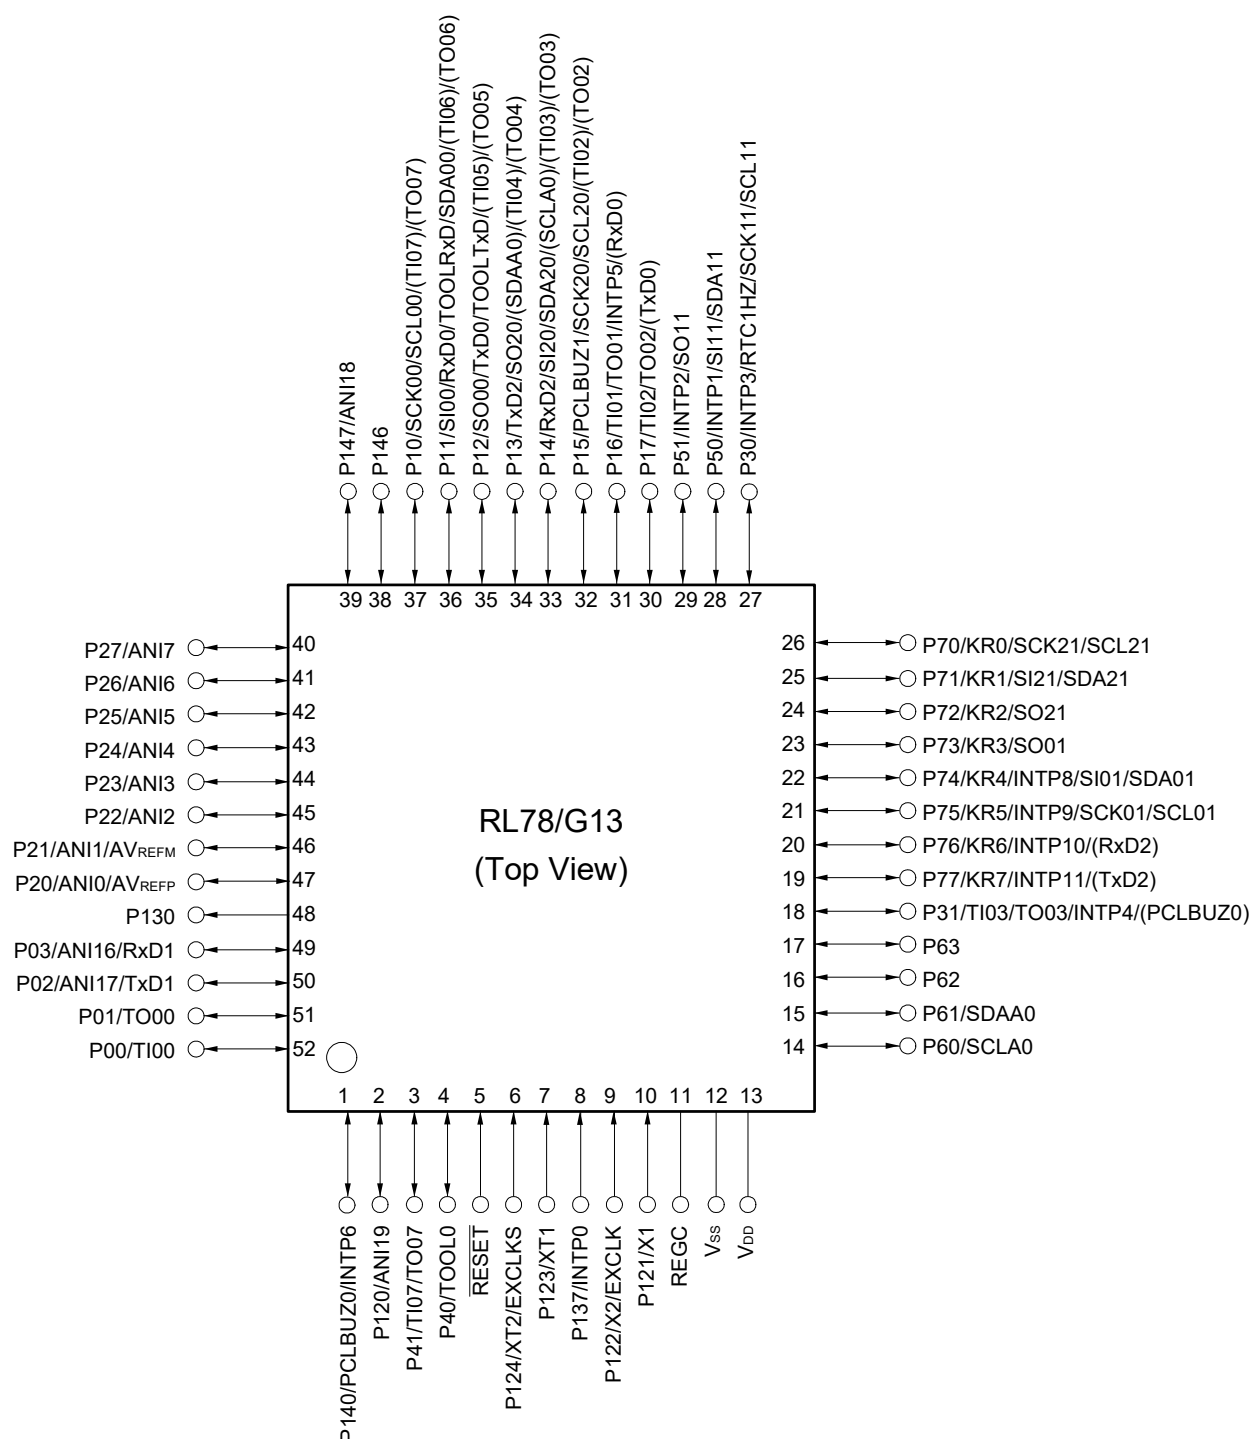 P147/ANI18
P146
P10/SCK00/SCL00/(TI07)/(TO07)
P11/SI00/RxD0/TOOLRxD/SDA00/(TI06)/(TO06)
P12/SO00/TxD0/TOOLTxD/(TI05)/(TO05)
P13/TxD2/SO20/(SDAA0)/(TI04)/(TO04)
P14/RxD2/SI20/SDA20/(SCLA0)/(TI03)/(TO03)
P15/PCLBUZ1/SCK20/SCL20/(TI02)/(TO02)
P16/TI01/TO01/INTP5/(RxD0)
P17/TI02/TO02/(TxD0)
P51/INTP2/SO11
P50/INTP1/SI11/SDA11
P30/INTP3/RTC1HZ/SCK11/SCL11
39 38 37 36 35 34 33 32 31 30 29 28 27
P27/ANI7 40
P26/ANI6 41
P25/ANI5 42
P24/ANI4 43
P23/ANI3 44
P22/ANI2 45
P21/ANI1/AVREFM 46
P20/ANI0/AVREFP 47
P130 48
P03/ANI16/RxD1 49
P02/ANI17/TxD1 50
P01/TO00 51
P00/TI00 52
RL78/G13
(Top View)
26 P70/KR0/SCK21/SCL21
25 P71/KR1/SI21/SDA21
24 P72/KR2/SO21
23 P73/KR3/SO01
22 P74/KR4/INTP8/SI01/SDA01
21 P75/KR5/INTP9/SCK01/SCL01
20 P76/KR6/INTP10/(RxD2)
19 P77/KR7/INTP11/(TxD2)
18 P31/TI03/TO03/INTP4/(PCLBUZ0)
17 P63
16 P62
15 P61/SDAA0
14 P60/SCLA0
1 2 3 4 5 6 7 8 9 10 11 12 13
P140/PCLBUZ0/INTP6
P120/ANI19
P41/TI07/TO07
P40/TOOL0
RESET
P124/XT2/EXCLKS
P123/XT1
P137/INTP0
P122/X2/EXCLK
P121/X1
REGC
VSS
VDD